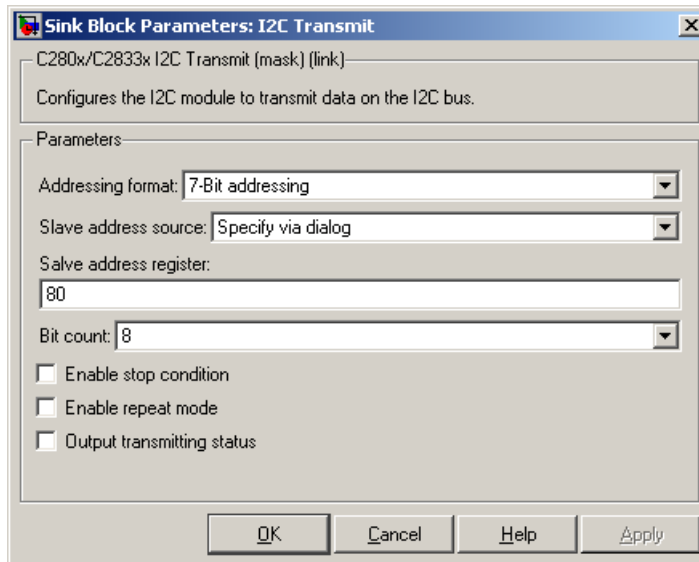 Sink Block Parameters: I2C Transmit
C280x/C2833x I2C Transmit (mask) (link)
Configures the I2C module to transmit data on the I2C bus.
Parameters
Addressing format: 7-Bit addressing
Slave address source: Specify via dialog
Salve address register:
80
Bit count: 8
Enable stop condition
Enable repeat mode
Output transmitting status
OK Cancel Help Apply